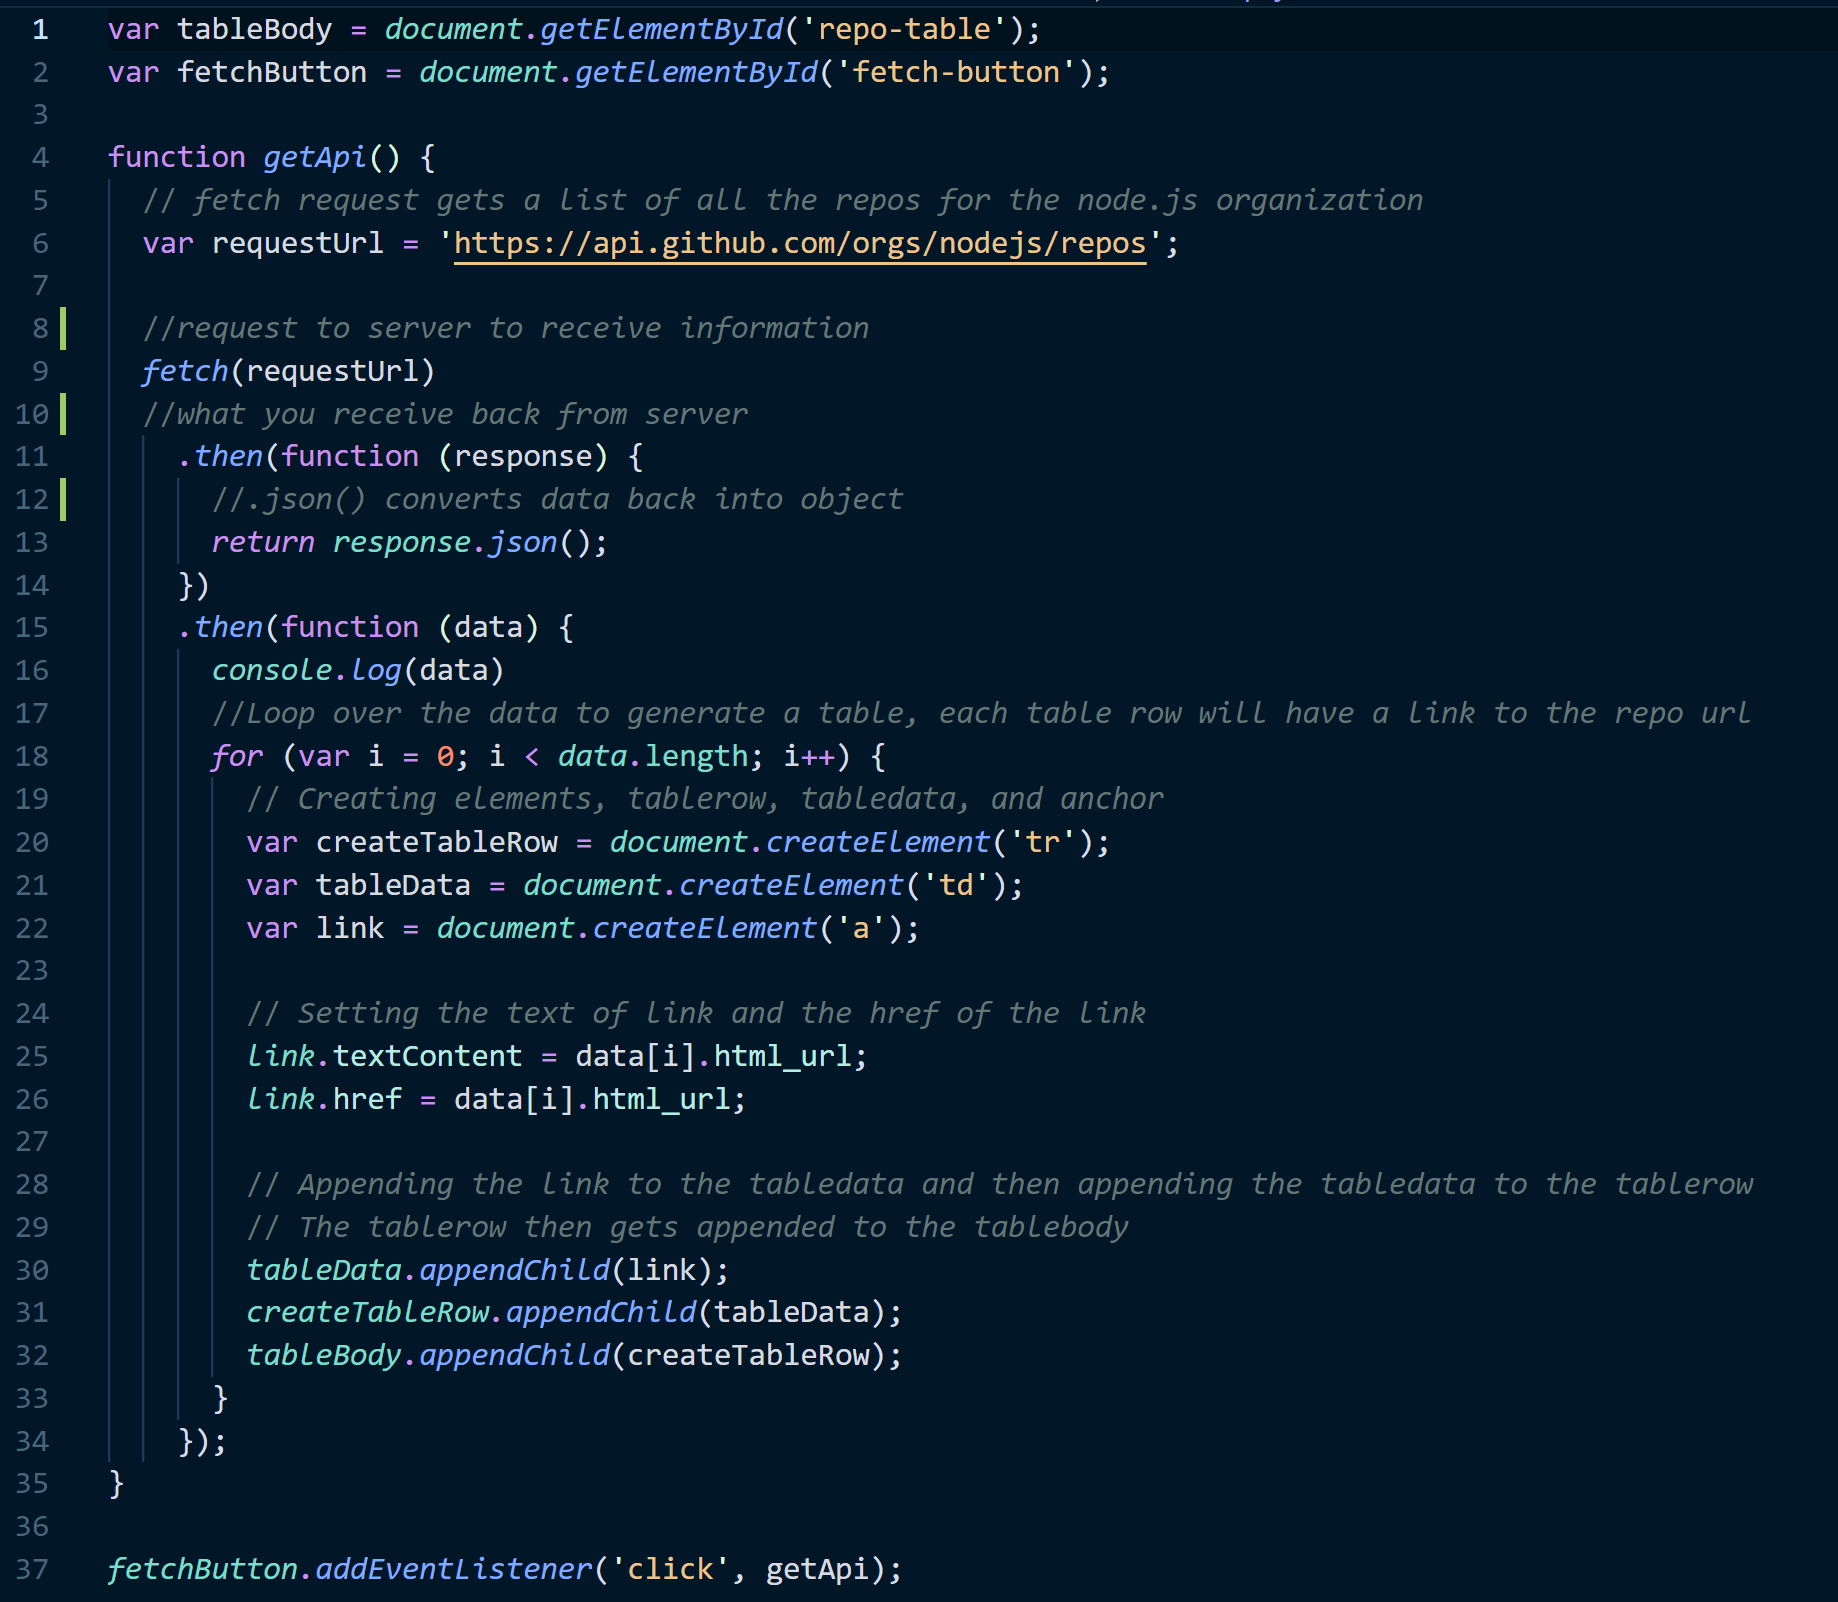 1 var tableBody = document.getElementById('repo-table');
2 var fetchButton = document.getElementById('fetch-button');
3
4 function getApi() {
5 // fetch request gets a list of all the repos for the node.js organization
6 var requestUrl = 'https://api.github.com/orgs/nodejs/repos';
7
8 //request to server to receive information
9 fetch(requestUrl)
10 //what you receive back from server
11 .then(function (response) {
12 //.json() converts data back into object
13 return response.json();
14 })
15 .then(function (data) {
16 console.log(data)
17 //Loop over the data to generate a table, each table row will have a link to the repo url
18 for (var i = 0; i < data.length; i++) {
19 // Creating elements, tablerow, tabledata, and anchor
20 var createTableRow = document.createElement('tr');
21 var tableData = document.createElement('td');
22 var link = document.createElement('a');
23
24 // Setting the text of link and the href of the link
25 link.textContent = data[i].html_url;
26 link.href = data[i].html_url;
27
28 // Appending the link to the tabledata and then appending the tabledata to the tablerow
29 // The tablerow then gets appended to the tablebody
30 tableData.appendChild(link);
31 createTableRow.appendChild(tableData);
32 tableBody.appendChild(createTableRow);
33 }
34 });
35 }
36
37 fetchButton.addEventListener('click', getApi);